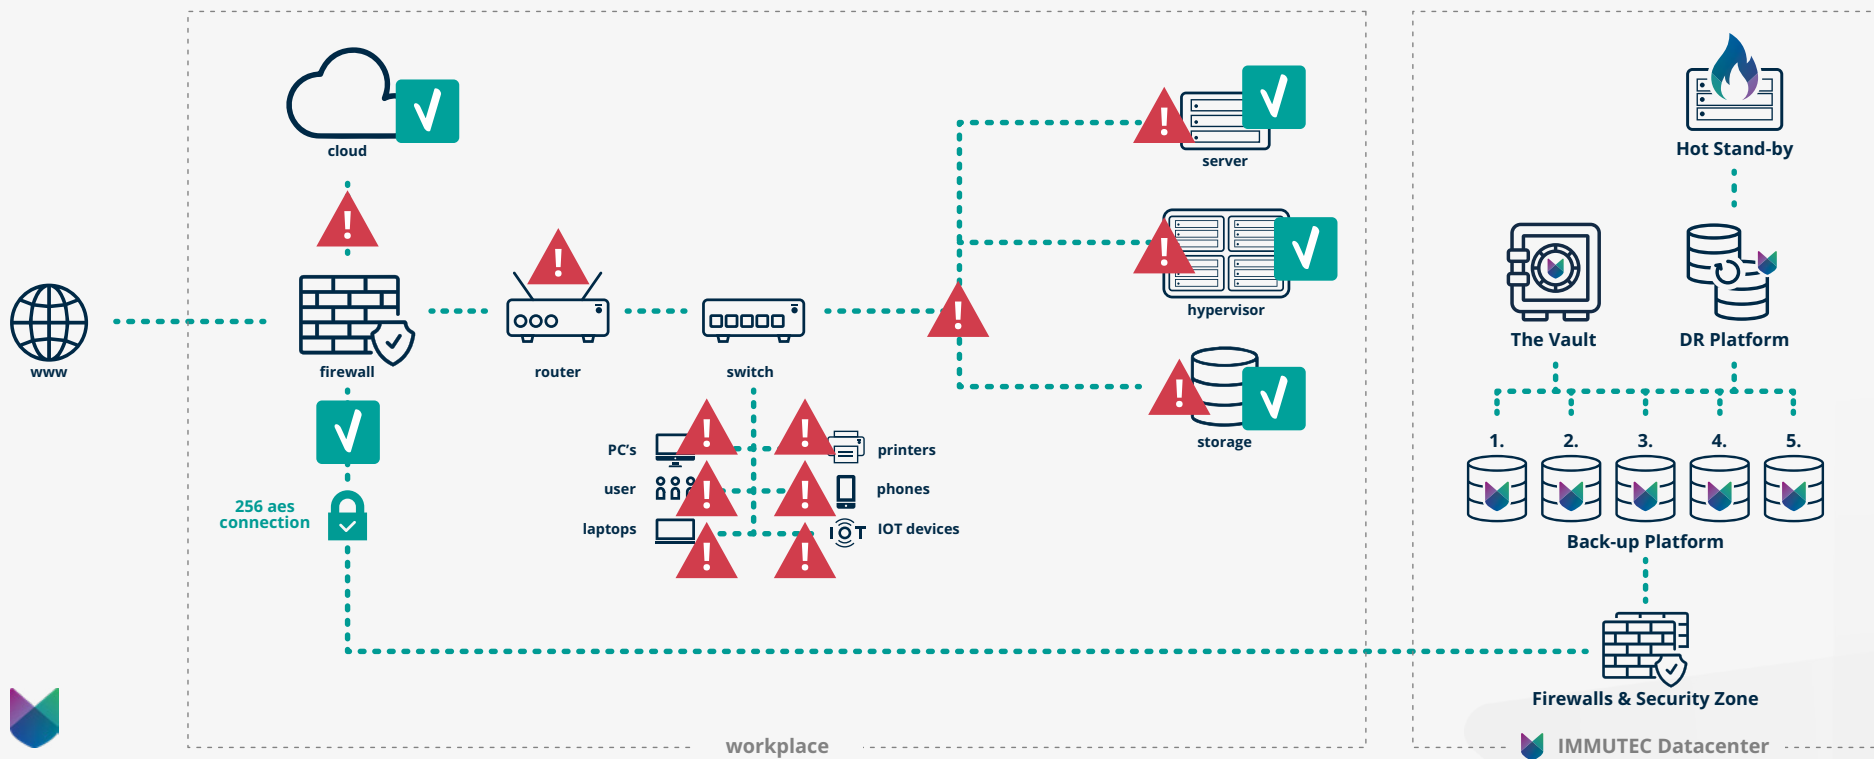 cloud
server
Hot Stand-by
hypervisor
The Vault
DR Platform
www
firewall
router
switch
storage
PC’s
printers
user
phones
laptops
IOT
IOT devices
256 aes
connection
1.
2.
3.
4.
5.
Back-up Platform
Firewalls & Security Zone
workplace
IMMUTEC Datacenter